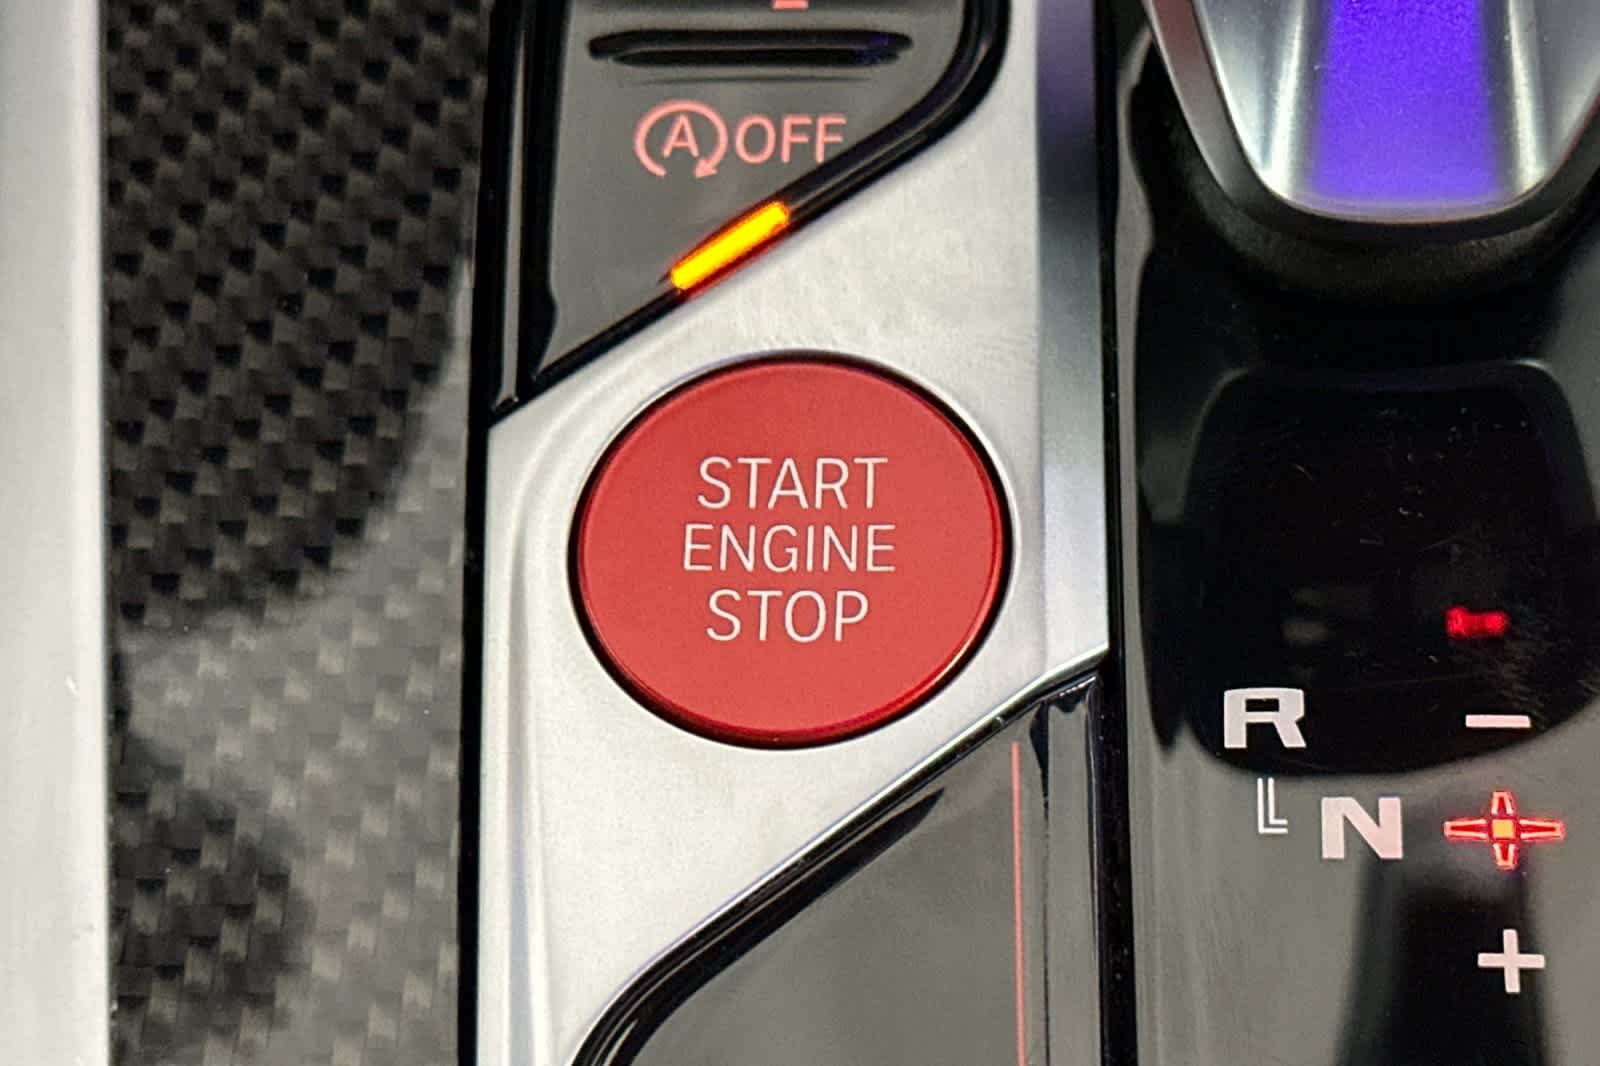 A OFF
START
ENGINE
STOP
R −
N
+